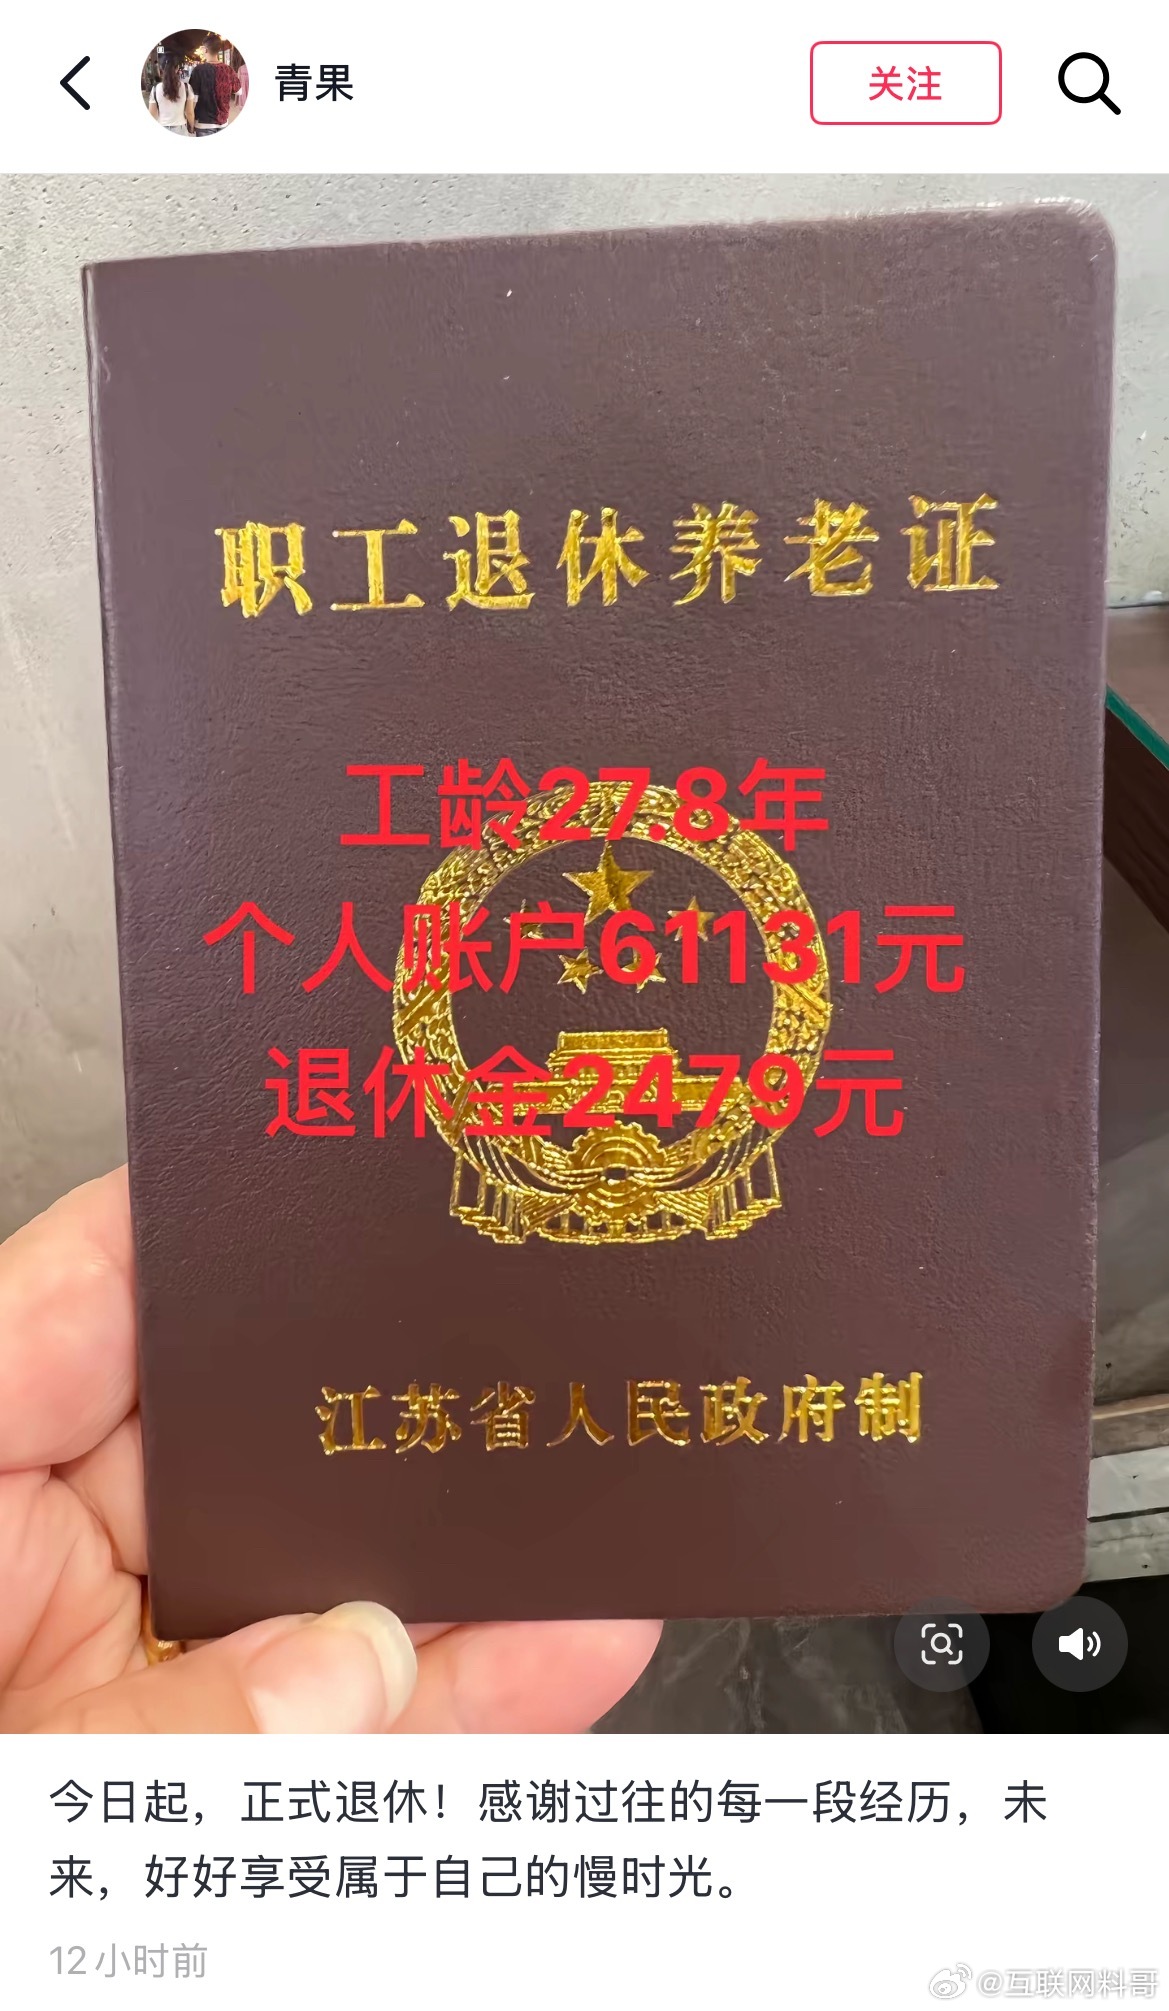 青果
关注
职工退休养老证
工龄27.8年
个人账户61131元
退休金2479元
江苏省人民政府制
今日起，正式退休！感谢过往的每一段经历，未
来，好好享受属于自己的慢时光。
12小时前
@互联网料哥